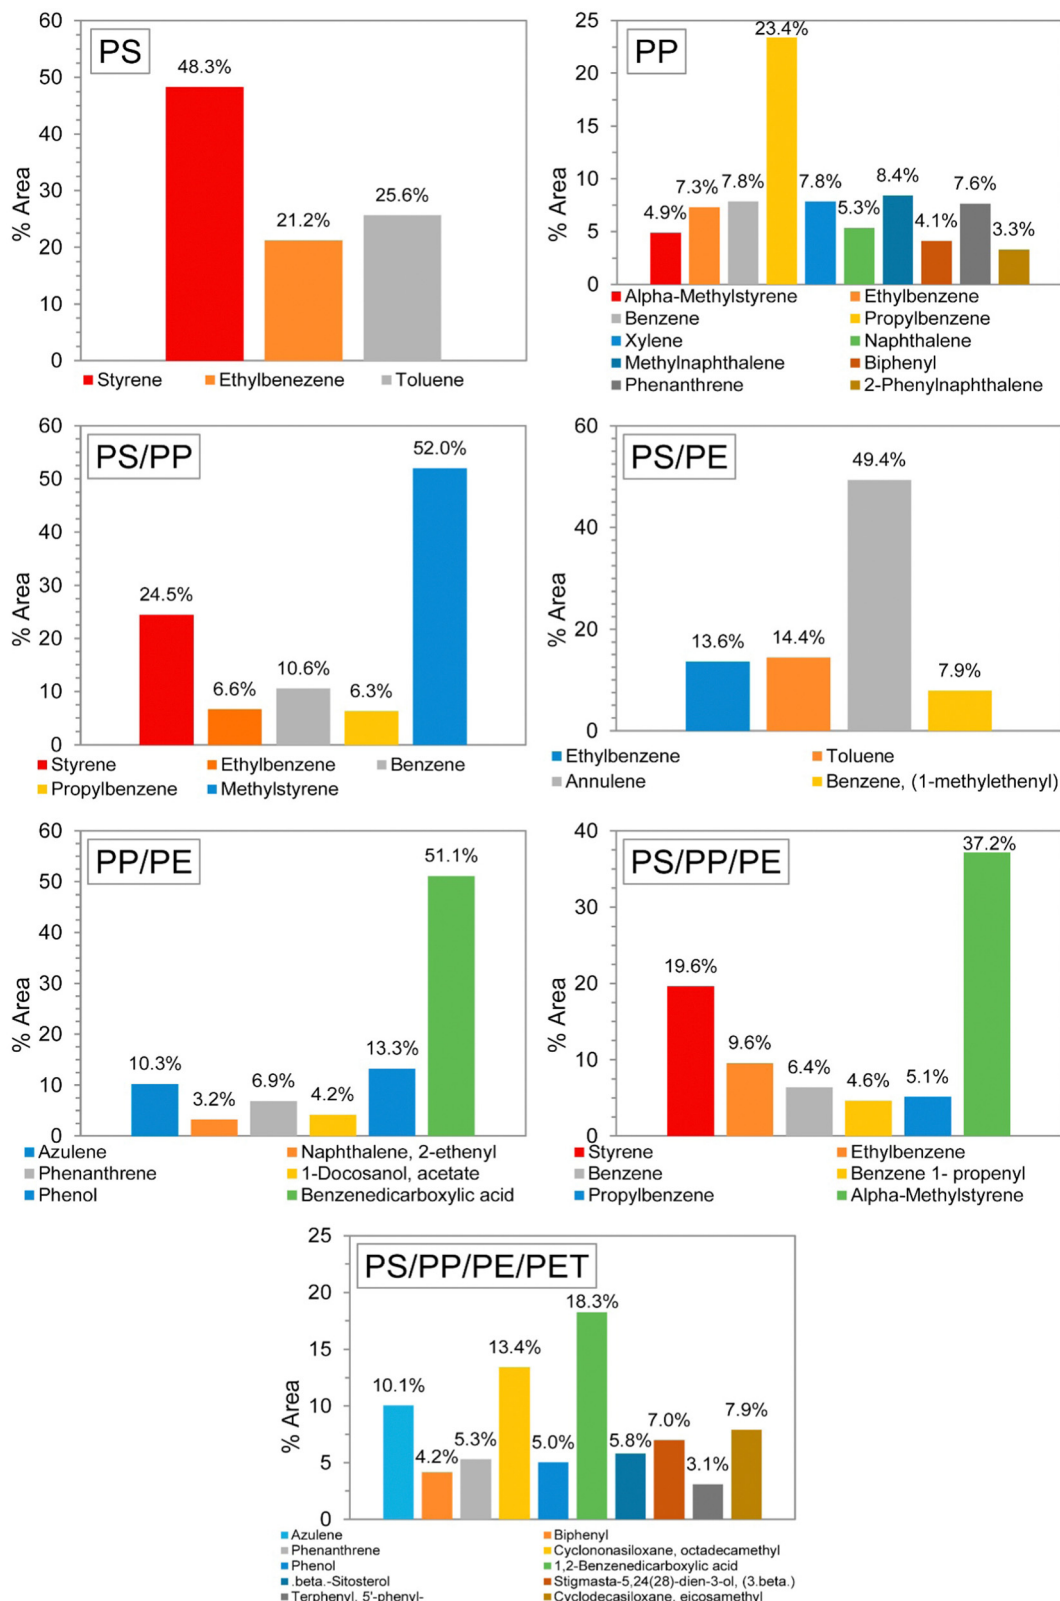 PS
% Area
60
50
40
30
20
10
0
48.3%
21.2%
25.6%
Styrene Ethylbenezene Toluene
PP
% Area
25
20
15
10
5
0
4.9%
7.3%
7.8%
23.4%
7.8%
5.3%
8.4%
4.1%
7.6%
3.3%
Alpha-Methylstyrene Ethylbenzene
Benzene Propylbenzene
Xylene Naphthalene
Methylnaphthalene Biphenyl
Phenanthrene 2-Phenylnaphthalene
PS/PP
% Area
60
50
40
30
20
10
0
24.5%
6.6%
10.6%
6.3%
52.0%
Styrene Ethylbenzene Benzene
Propylbenzene Methylstyrene
PS/PE
% Area
60
40
20
0
13.6%
14.4%
49.4%
7.9%
Ethylbenzene Toluene
Annulene Benzene, (1-methylethenyl)
PP/PE
% Area
60
50
40
30
20
10
0
10.3%
3.2%
6.9%
4.2%
13.3%
51.1%
Azulene Naphthalene, 2-ethenyl
Phenanthrene 1-Docosanol, acetate
Phenol Benzenedicarboxylic acid
PS/PP/PE
% Area
40
30
20
10
0
19.6%
9.6%
6.4%
4.6%
5.1%
37.2%
Styrene Ethylbenzene
Benzene Benzene 1- propenyl
Propylbenzene Alpha-Methylstyrene
PS/PP/PE/PET
% Area
25
20
15
10
5
0
10.1%
4.2%
5.3%
13.4%
5.0%
18.3%
5.8%
7.0%
3.1%
7.9%
Azulene Biphenyl
Phenanthrene Cyclononasiloxane, octadecamethyl
Phenol 1,2-Benzenedicarboxylic acid
.beta.-Sitosterol Stigmasta-5,24(28)-dien-3-ol, (3.beta.)
Terphenyl, 5'-phenyl- Cyclodecasiloxane, eicosamethyl